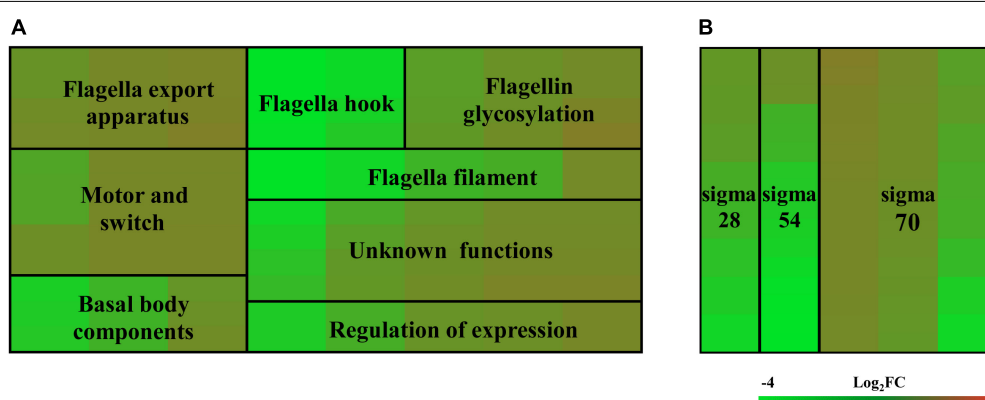 A
B
Flagella export
apparatus
Flagella hook
Flagellin
glycosylation
Motor and
switch
Flagella filament
Unknown functions
Basal body
components
Regulation of expression
sigma
28
sigma
54
sigma
70
-4
Log₂FC